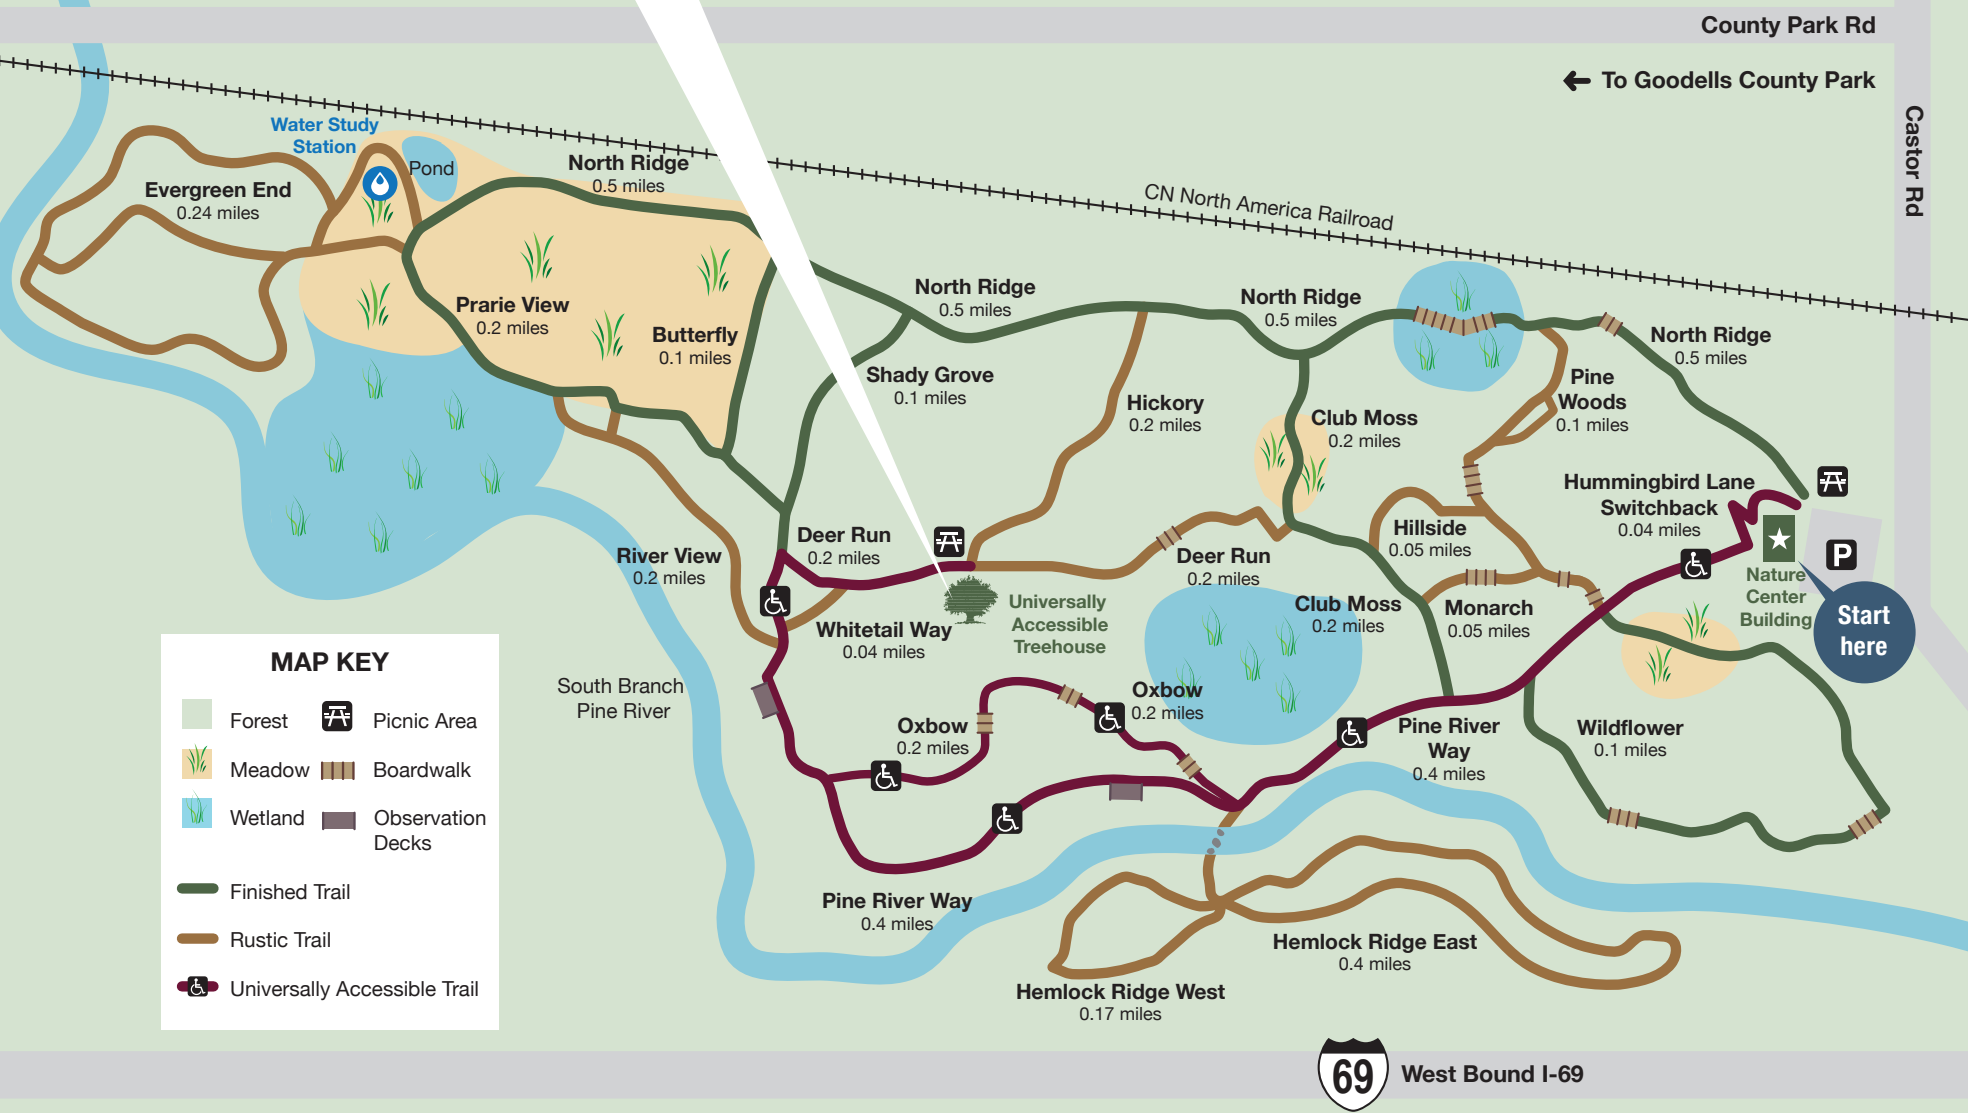 County Park Rd
To Goodells County Park
Castor Rd
Water Study
Station
Pond
Evergreen End
0.24 miles
North Ridge
0.5 miles
CN North America Railroad
Prarie View
0.2 miles
Butterfly
0.1 miles
North Ridge
0.5 miles
North Ridge
0.5 miles
North Ridge
0.5 miles
Shady Grove
0.1 miles
Hickory
0.2 miles
Club Moss
0.2 miles
Pine
Woods
0.1 miles
Hummingbird Lane
Switchback
0.04 miles
Hillside
0.05 miles
Deer Run
0.2 miles
River View
0.2 miles
Deer Run
0.2 miles
P
Nature
Center
Building
Start
here
Universally
Accessible
Treehouse
Club Moss
0.2 miles
Monarch
0.05 miles
Whitetail Way
0.04 miles
South Branch
Pine River
Oxbow
0.2 miles
Oxbow
0.2 miles
Pine River
Way
0.4 miles
Wildflower
0.1 miles
Pine River Way
0.4 miles
Hemlock Ridge East
0.4 miles
Hemlock Ridge West
0.17 miles
MAP KEY
Forest
Picnic Area
Meadow
Boardwalk
Wetland
Observation
Decks
Finished Trail
Rustic Trail
Universally Accessible Trail
69
West Bound I-69